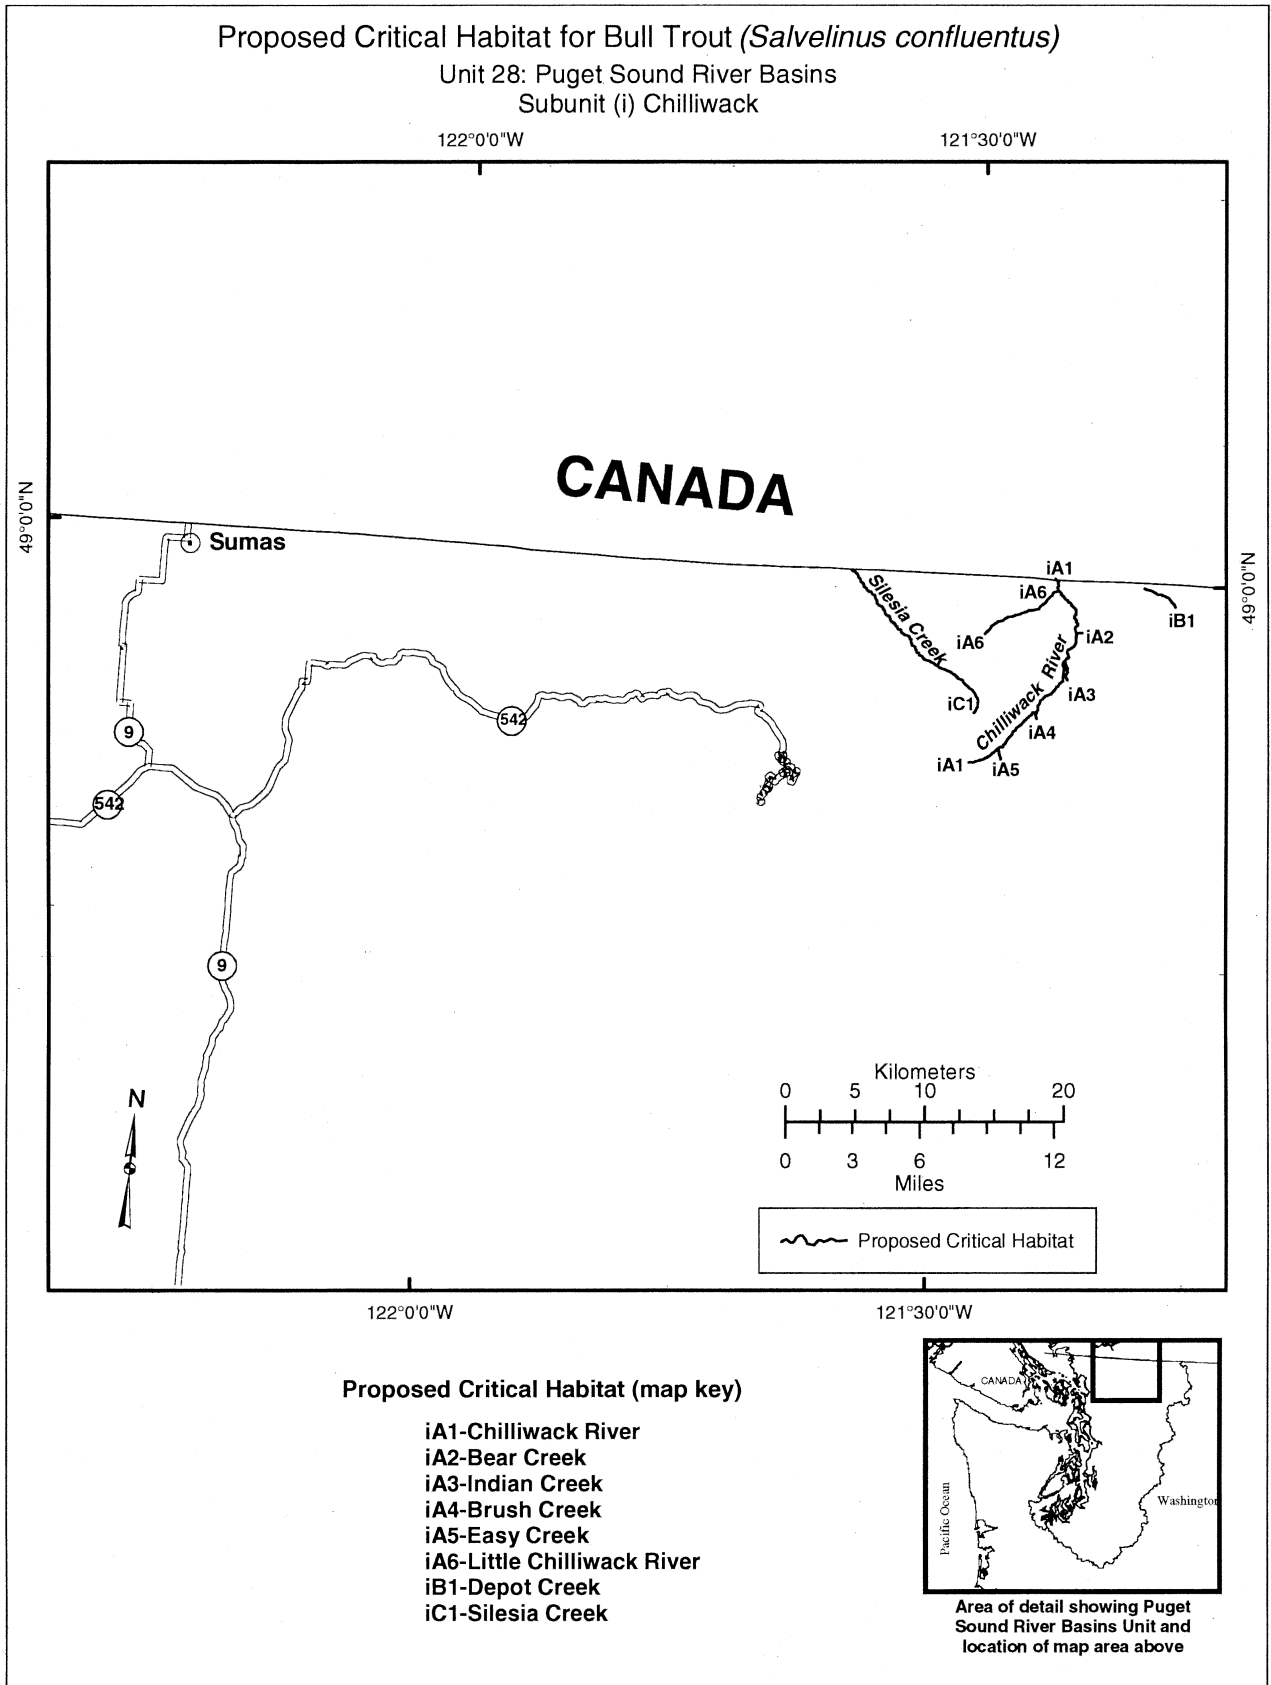 Proposed Critical Habitat for Bull Trout (Salvelinus confluentus)
Unit 28: Puget Sound River Basins
Subunit (i) Chilliwack
122°0'0"W
121°30'0"W
CANADA
49°0'0"N
Sumas
49°0'0"N
iA1
iA6
Silesia Creek
iB1
iA2
iA6
Chilliwack River
iA3
iC1
9
542
iA4
iA1
iA5
542
9
N
Kilometers
0 5 10 20
0 3 6 12
Miles
Proposed Critical Habitat
122°0'0"W
121°30'0"W
Proposed Critical Habitat (map key)
iA1-Chilliwack River
iA2-Bear Creek
iA3-Indian Creek
iA4-Brush Creek
iA5-Easy Creek
iA6-Little Chilliwack River
iB1-Depot Creek
iC1-Silesia Creek
CANADA
Pacific Ocean
Washington
Area of detail showing Puget
Sound River Basins Unit and
location of map area above